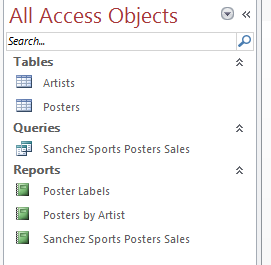 All Access Objects
Search...
Tables
Artists
Posters
Queries
Sanchez Sports Posters Sales
Reports
Poster Labels
Posters by Artist
Sanchez Sports Posters Sales